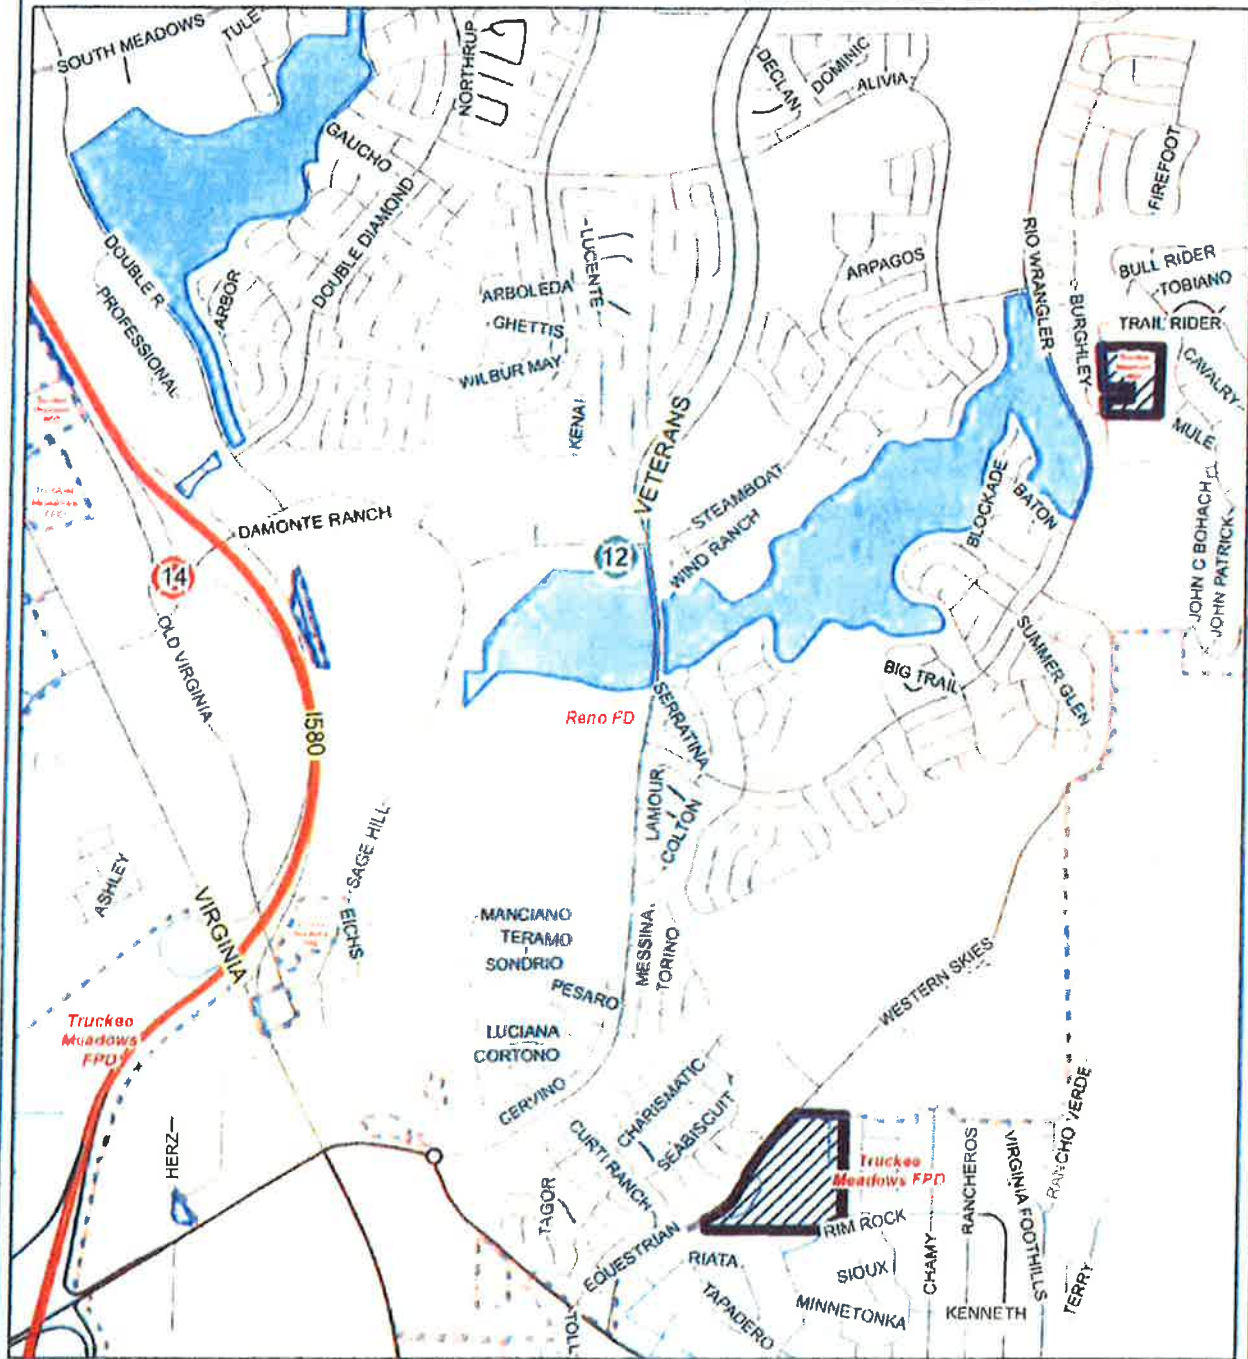 SOUTH MEADOWS
TULE
NORTHRUP
DECLAN
DOMINIC
ALIVIA
FIREFOOT
GAUCHO
DOUBLE DIAMOND
DOUBLE R
ARBOR
PROFESSIONAL
LUCENTE
ARBOLEDA
GHETTIS
WILBUR MAY
KENAI
ARPAGOS
RIO WRANGLER
BURGHLEY
BULL RIDER
TOBIANO
TRAIL RIDER
CAVALRY
MULE
VETERANS
STEAMBOAT
WIND RANCH
BLOCKADE
BATON
JOHN C BOHACH
JOHN PATRICK
DAMONTE RANCH
12
14
OLD VIRGINIA
I580
Reno FD
SERRATINA
BIG TRAIL
SUMMER GLEN
LAMOUR
COLTON
SAGE HILL
EICHS
ASHLEY
VIRGINIA
MANCIANO
TERAMO
SONDRIO
PESARO
MESSINA
TORINO
WESTERN SKIES
LUCIANA
CORTONO
CERVINO
Truckee
Meadows
FPD
HERZ
CHARISMATIC
SEABISCUIT
CURTI RANCH
TAGOR
EQUESTRIAN
Truckee
Meadows FPD
RIM ROCK
RIATA
TAPADERO
SIOUX
MINNETONKA
CHAMY
RANCHEROS
VIRGINIA FOOTHILLS
RANCHO VERDE
TERRY
KENNETH
TOLL